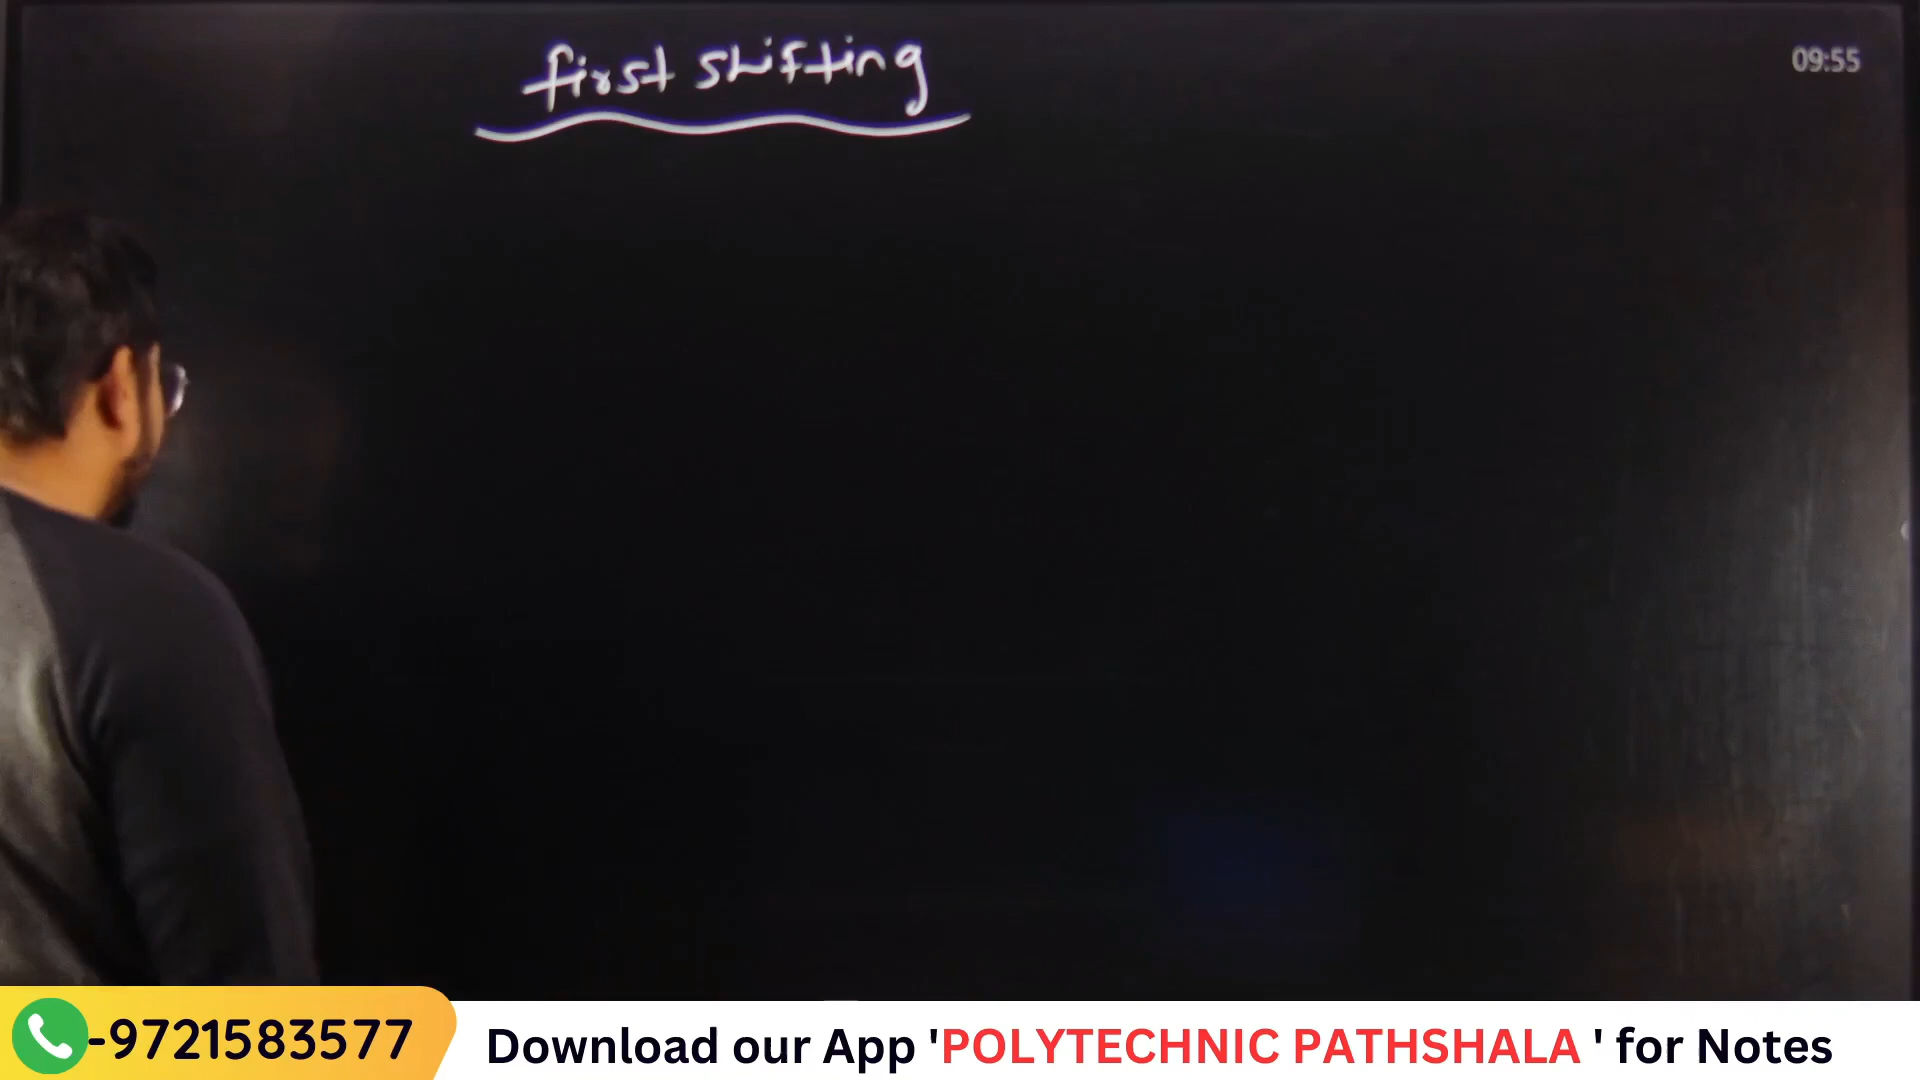 first shifting
09:55
-9721583577
Download our App 'POLYTECHNIC PATHSHALA ' for Notes